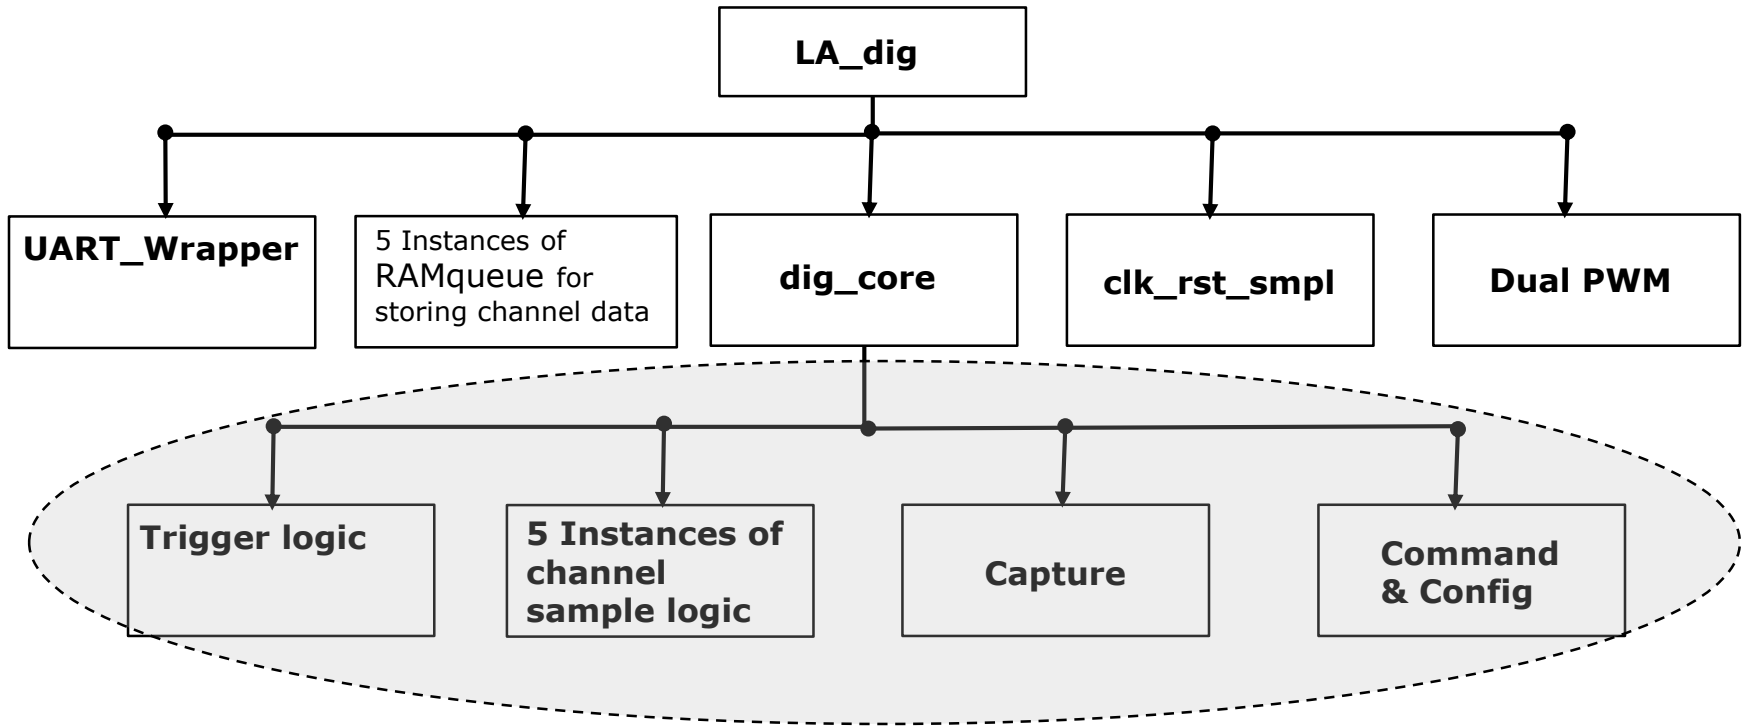 LA_dig
UART_Wrapper
5 Instances of
RAMqueue for
storing channel data
dig_core
clk_rst_smpl
Dual PWM
Trigger logic
5 Instances of
channel
sample logic
Capture
Command
& Config